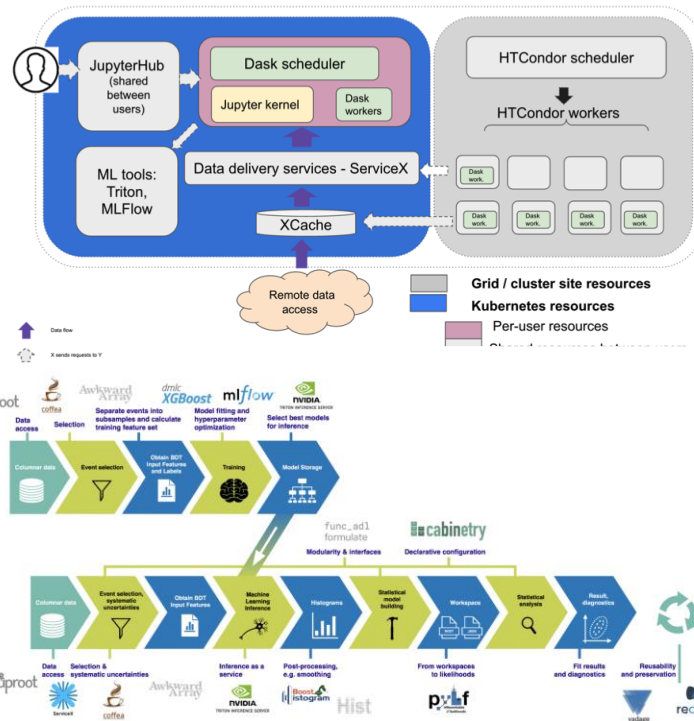 JupyterHub
(shared
between
users)
Dask scheduler
Jupyter kernel
Dask
workers
ML tools:
Triton,
MLFlow
Data delivery services - ServiceX
XCache
Remote data
access
HTCondor scheduler
HTCondor workers
Dask
work.
Dask
work.
Dask
work.
Dask
work.
Dask
work.
Grid / cluster site resources
Kubernetes resources
Per-user resources
Data flow
X sends requests to Y
oot
coffea
Awkward
Array
dmlc
XGBoost
mlflow
NVIDIA
TRITON INFERENCE SERVER
Data
access
Selection
Separate events into
subsamples and calculate
training feature set
Model fitting and
hyperparameter
optimization
Select best models
for inference
Columnar data
Event selection
Obtain BDT
Input Features
and Labels
Training
Model Storage
func_adl
formulate
cabinetry
Modularity & interfaces
Declarative configuration
Columnar data
Event selection,
systematic
uncertainties
Obtain BDT
Input Features
Machine
Learning
Inference
Histograms
Statistical
model
building
Workspace
Statistical
analysis
Result,
diagnostics
Data
access
Selection &
systematic uncertainties
Inference as a
service
Post-processing,
e.g. smoothing
From workspaces
to likelihoods
Fit results
and diagnostics
Reusability
and preservation
uproot
ServiceX
coffea
Awkward
Array
NVIDIA
TRITON INFERENCE SERVER
Boost
Histogram
Hist
pyhf
yadage